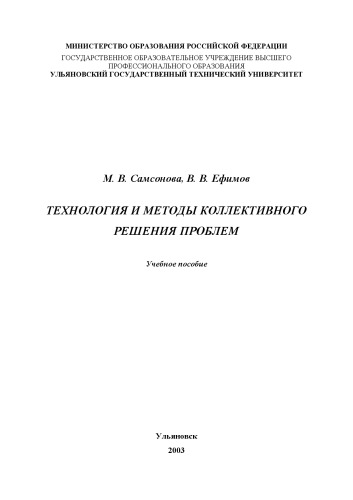 МИНИСТЕРСТВО ОБРАЗОВАНИЯ РОССИЙСКОЙ ФЕДЕРАЦИИ
ГОСУДАРСТВЕННОЕ ОБРАЗОВАТЕЛЬНОЕ УЧРЕЖДЕНИЕ ВЫСШЕГО
ПРОФЕССИОНАЛЬНОГО ОБРАЗОВАНИЯ
УЛЬЯНОВСКИЙ ГОСУДАРСТВЕННЫЙ ТЕХНИЧЕСКИЙ УНИВЕРСИТЕТ
М. В. Самсонова, В. В. Ефимов
ТЕХНОЛОГИЯ И МЕТОДЫ КОЛЛЕКТИВНОГО
РЕШЕНИЯ ПРОБЛЕМ
Учебное пособие
Ульяновск
2003